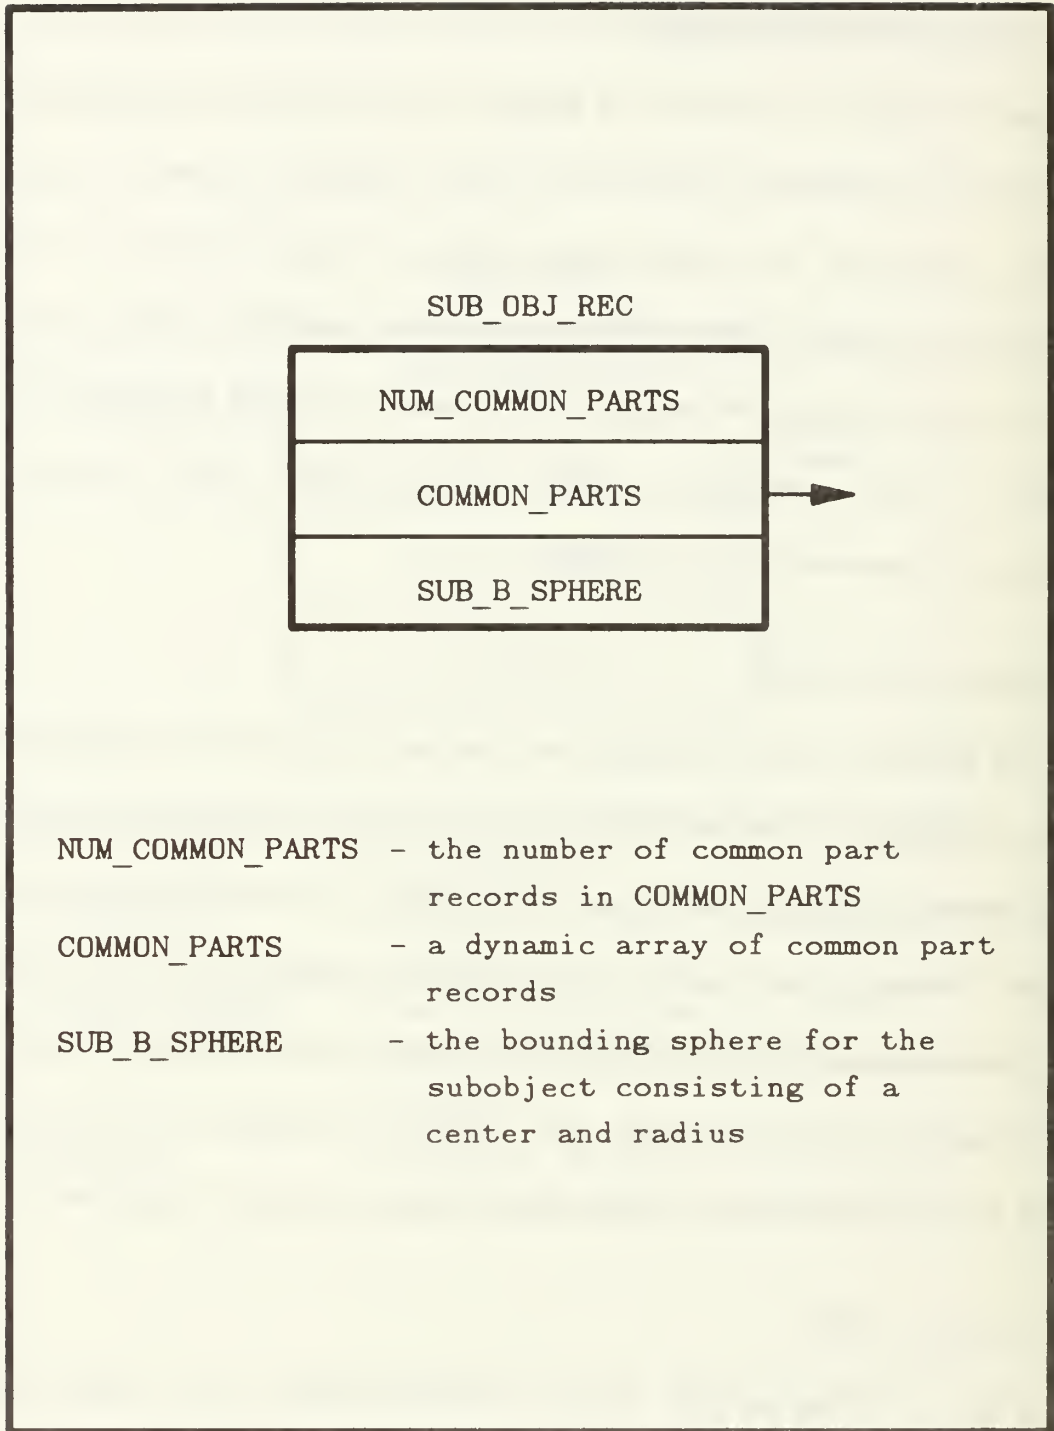 SUB_OBJ_REC
NUM_COMMON_PARTS
COMMON_PARTS
SUB_B_SPHERE
NUM_COMMON_PARTS - the number of common part
records in COMMON_PARTS
COMMON_PARTS - a dynamic array of common part
records
SUB_B_SPHERE - the bounding sphere for the
subobject consisting of a
center and radius